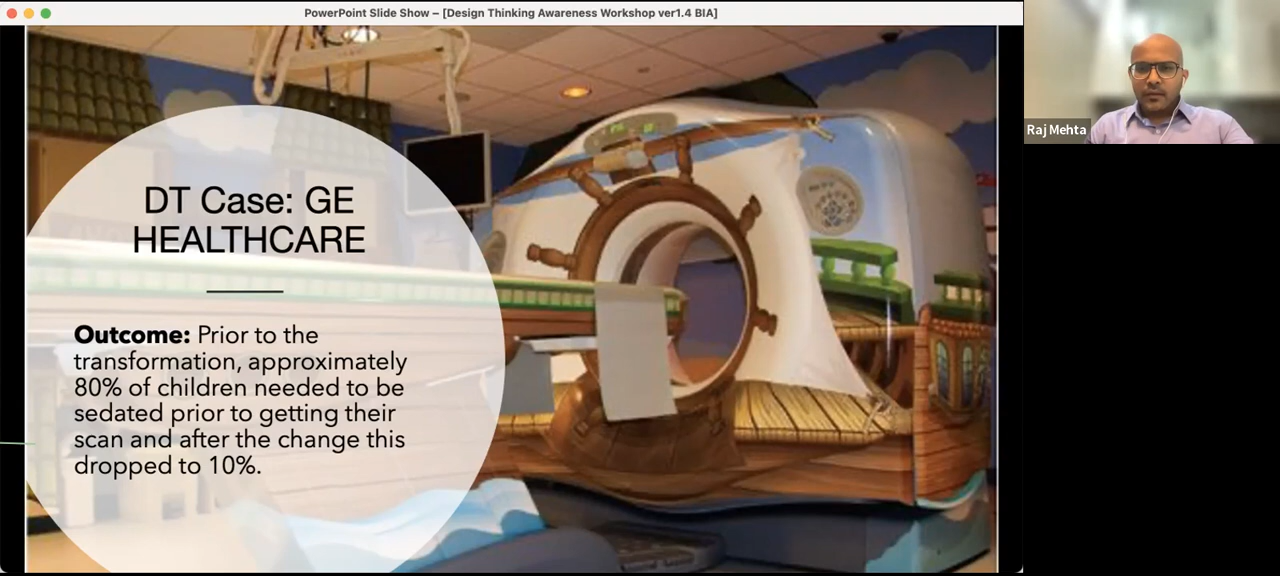 PowerPoint Slide Show – [Design Thinking Awareness Workshop ver1.4 BIA]
DT Case: GE
HEALTHCARE
Outcome: Prior to the
transformation, approximately
80% of children needed to be
sedated prior to getting their
scan and after the change this
dropped to 10%.
Raj Mehta